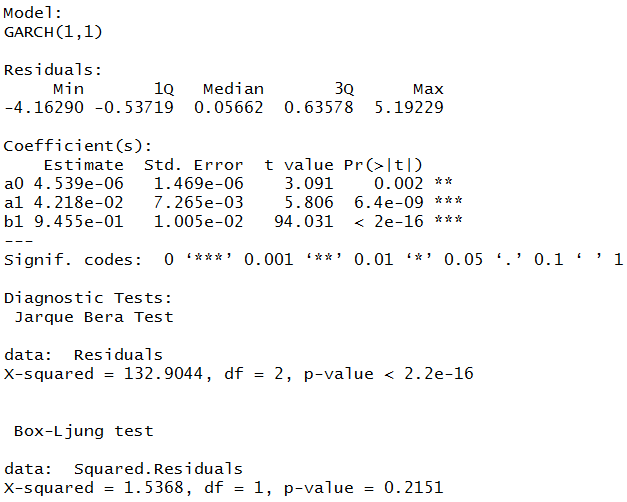 Model:
GARCH(1,1)
Residuals:
     Min       1Q   Median       3Q      Max
-4.16290 -0.53719  0.05662  0.63578  5.19229
Coefficient(s):
    Estimate  Std. Error  t value Pr(>|t|)
a0 4.539e-06   1.469e-06    3.091    0.002 **
a1 4.218e-02   7.265e-03    5.806  6.4e-09 ***
b1 9.455e-01   1.005e-02   94.031  < 2e-16 ***
---
Signif. codes:  0 ‘***’ 0.001 ‘**’ 0.01 ‘*’ 0.05 ‘.’ 0.1 ‘ ’ 1
Diagnostic Tests:
 Jarque Bera Test
data:  Residuals
X-squared = 132.9044, df = 2, p-value < 2.2e-16
 Box-Ljung test
data:  Squared.Residuals
X-squared = 1.5368, df = 1, p-value = 0.2151